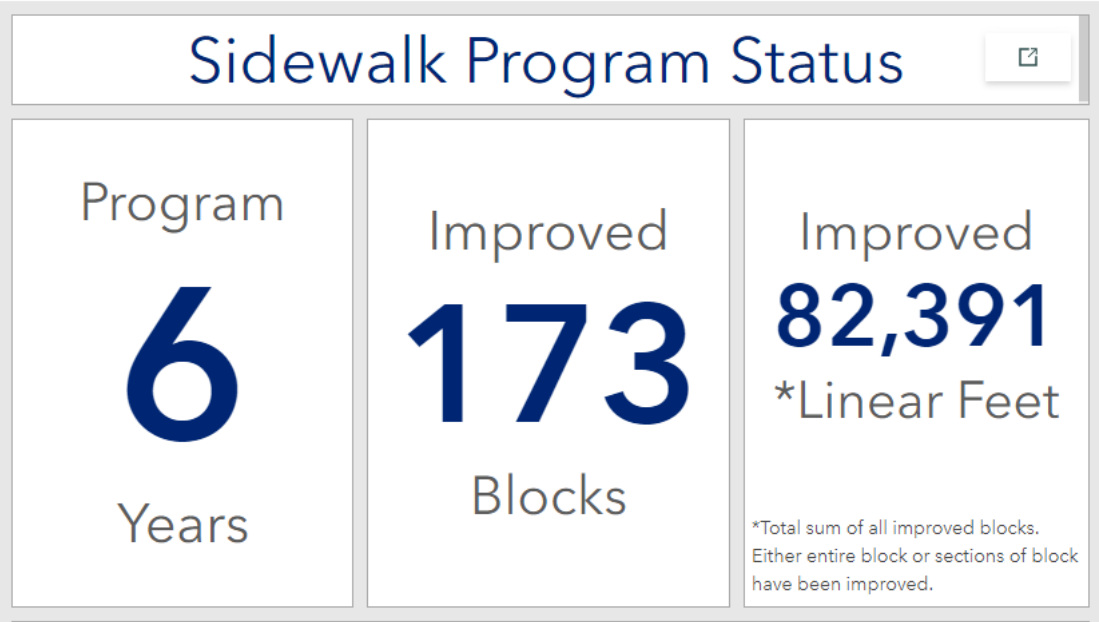 Sidewalk Program Status
Program
6
Years
Improved
173
Blocks
Improved
82,391
*Linear Feet
*Total sum of all improved blocks.
Either entire block or sections of block
have been improved.